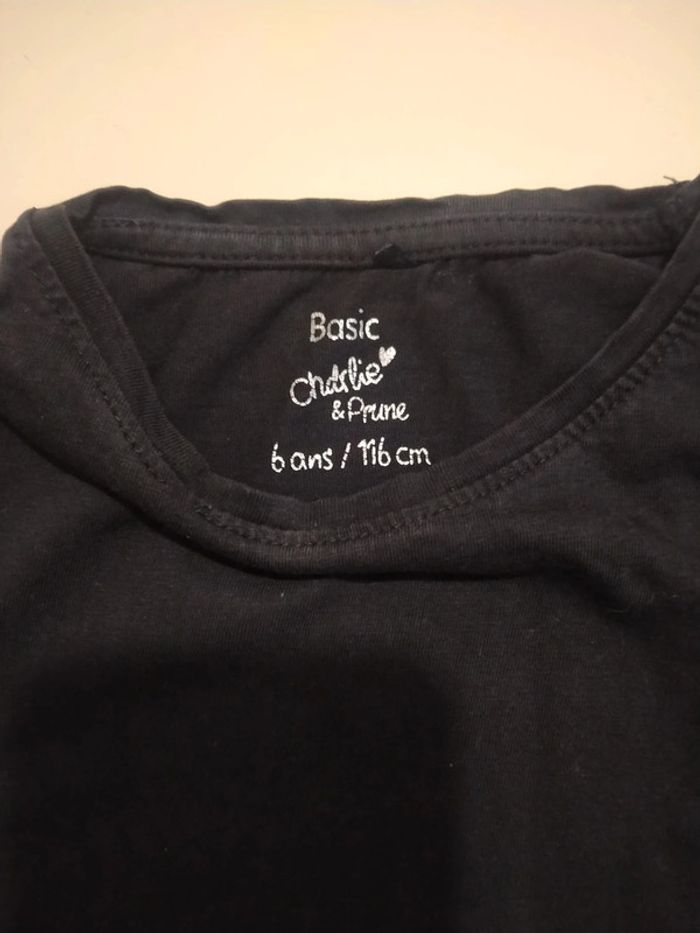 Basic
Charlie
& Prune
6 ans / 116 cm